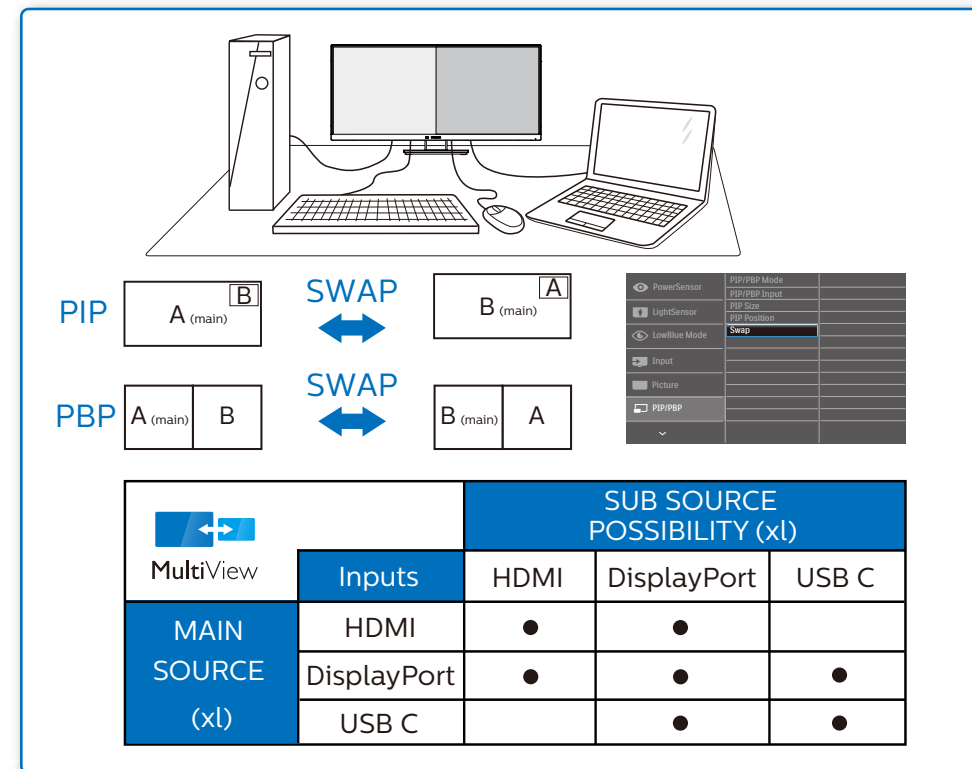 PIP
A (main)
B
SWAP
B (main)
A
PBP
A (main)
B
SWAP
B (main)
A
PowerSensor
LightSensor
LowBlue Mode
Input
Picture
PIP/PBP
PIP/PBP Mode
PIP/PBP Input
PIP Size
PIP Position
Swap
MultiView
SUB SOURCE
POSSIBILITY (xl)
Inputs
HDMI
DisplayPort
USB C
MAIN
SOURCE
(xl)
HDMI
● ●
DisplayPort
● ● ●
USB C
● ●